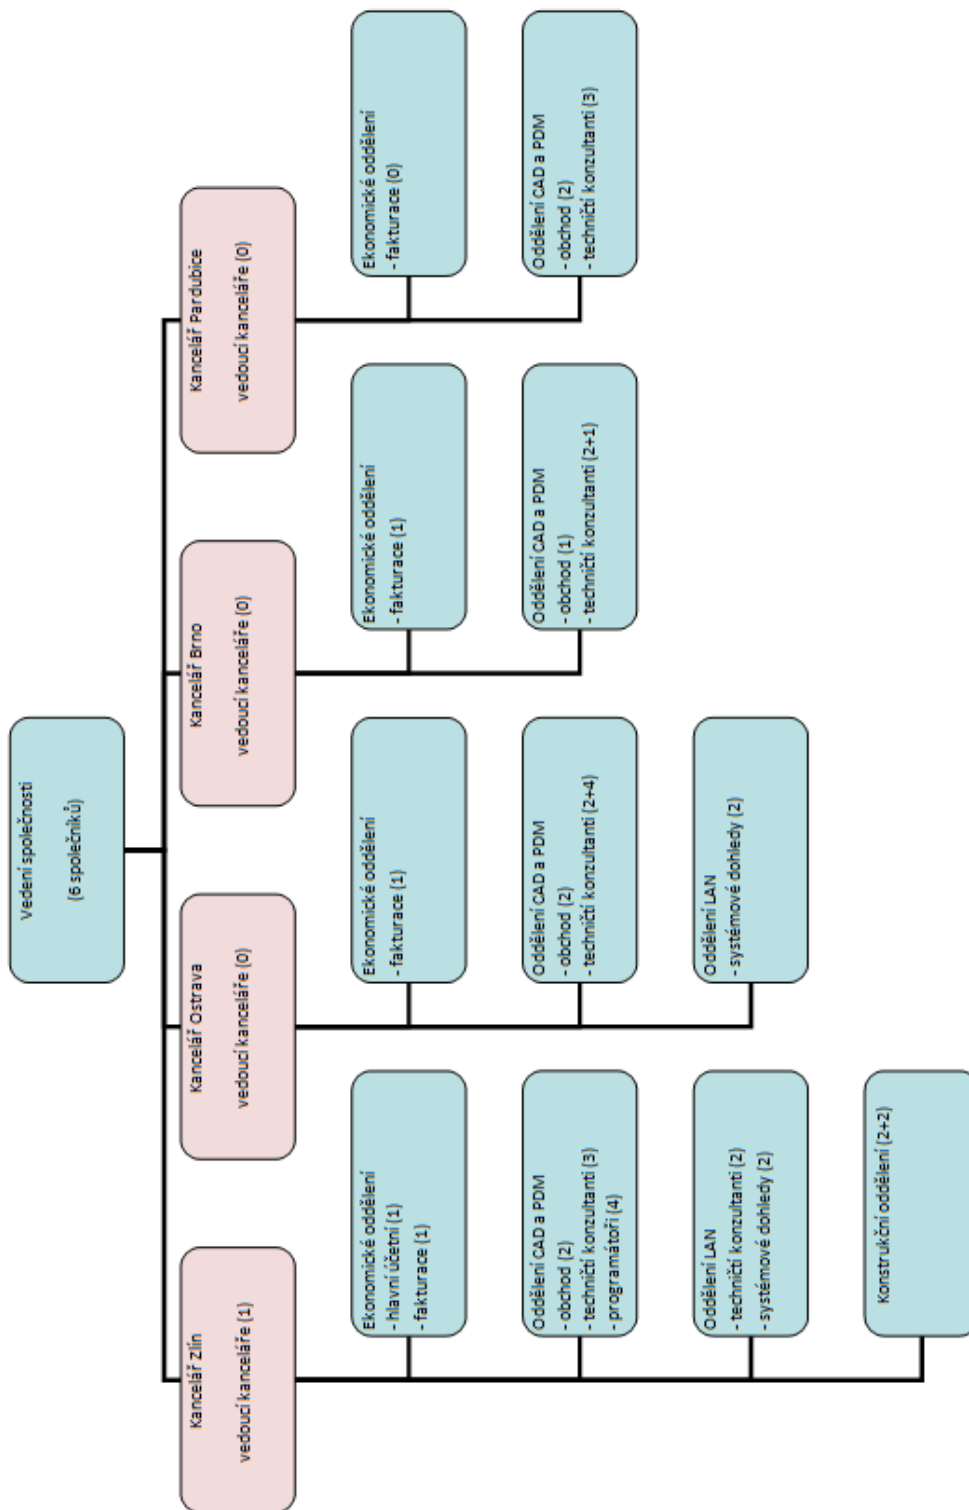 Vedení společnosti
(6 společníků)
Kancelář Zlín
vedoucí kanceláře (1)
Kancelář Ostrava
vedoucí kanceláře (0)
Kancelář Brno
vedoucí kanceláře (0)
Kancelář Pardubice
vedoucí kanceláře (0)
Ekonomické oddělení
- hlavní účetní (1)
- fakturace (1)
Ekonomické oddělení
- fakturace (1)
Ekonomické oddělení
- fakturace (1)
Ekonomické oddělení
- fakturace (0)
Oddělení CAD a PDM
- obchod (2)
- techničtí konzultanti (3)
- programátoři (4)
Oddělení CAD a PDM
- obchod (2)
- techničtí konzultanti (2+4)
Oddělení CAD a PDM
- obchod (1)
- techničtí konzultanti (2+1)
Oddělení CAD a PDM
- obchod (2)
- techničtí konzultanti (3)
Oddělení LAN
- techničtí konzultanti (2)
- systémové dohledy (2)
Oddělení LAN
- systémové dohledy (2)
Konstrukční oddělení (2+2)